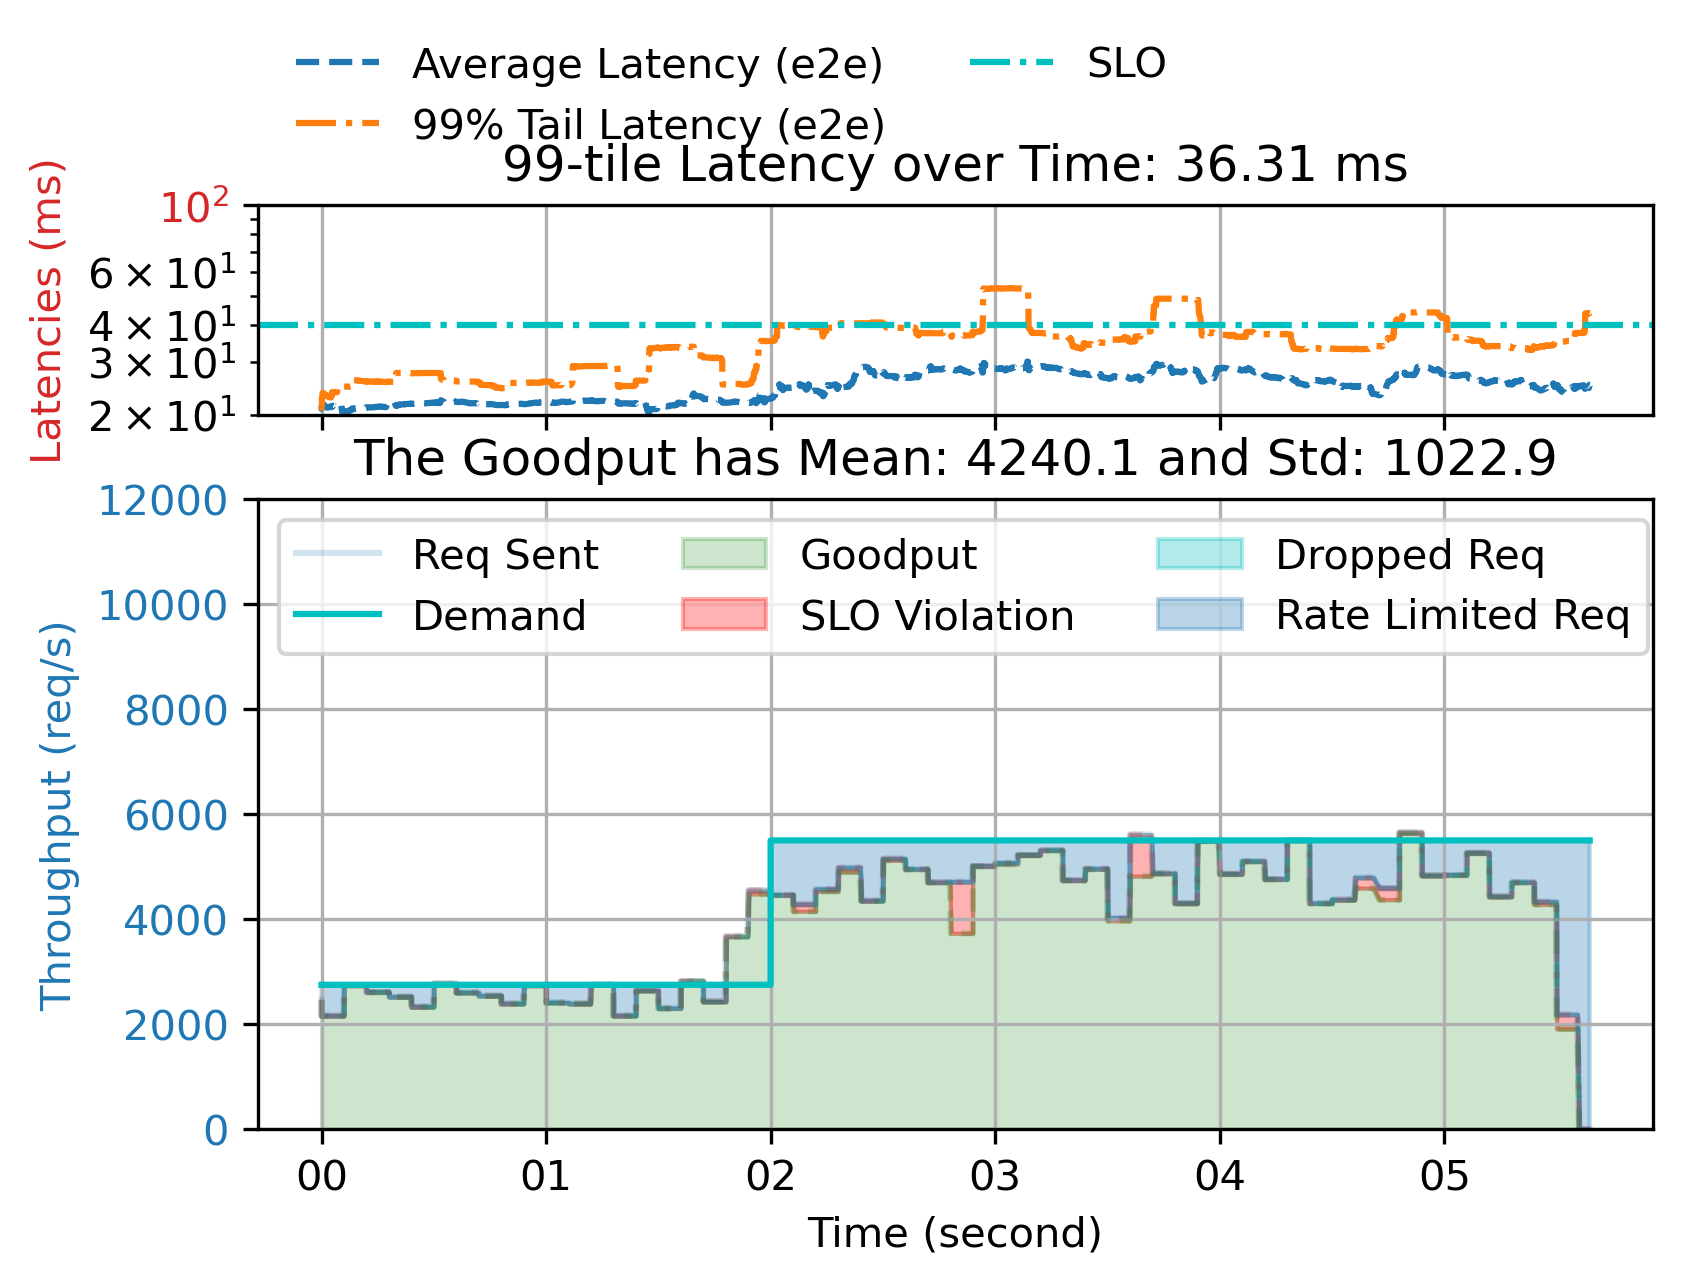 Average Latency (e2e)
SLO
99% Tail Latency (e2e)
99-tile Latency over Time: 36.31 ms
Latencies (ms)
10²
6 × 10¹
4 × 10¹
3 × 10¹
2 × 10¹
The Goodput has Mean: 4240.1 and Std: 1022.9
Throughput (req/s)
12000
10000
8000
6000
4000
2000
0
Req Sent
Goodput
Dropped Req
Demand
SLO Violation
Rate Limited Req
00 01 02 03 04 05
Time (second)